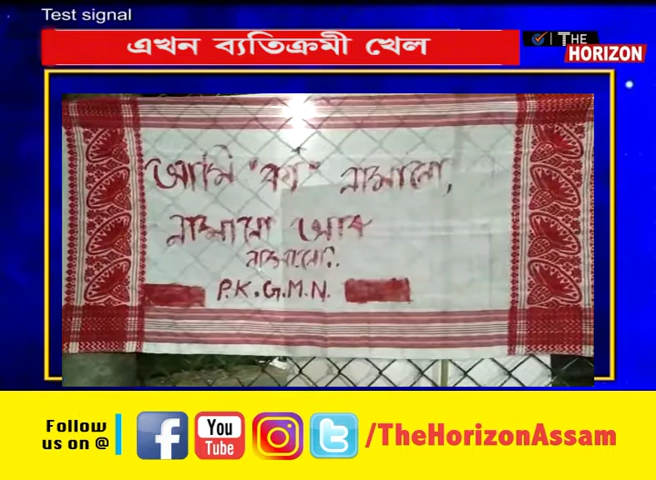 Test signal
এখন ব্যতিক্ৰমী খেল
THE
HORIZON
আমি "কা" নামানো,
নামানো আৰু
নামানো..
P.K.G.M.N.
Follow
us on @
You
Tube
/TheHorizonAssam